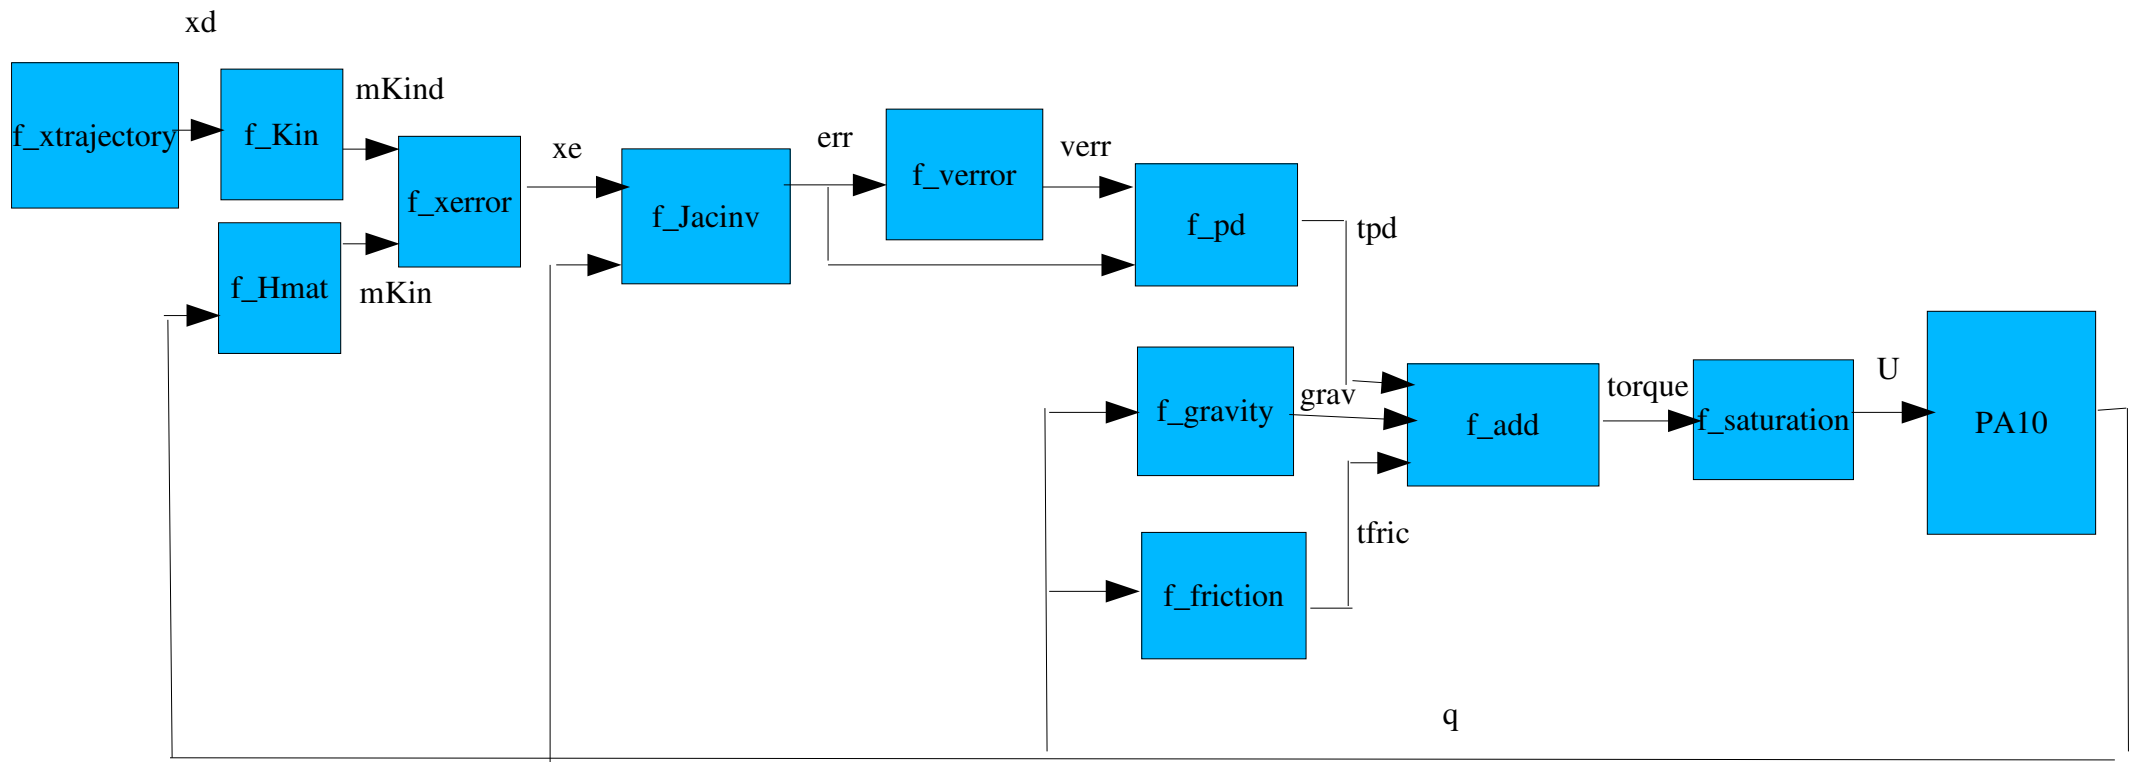 xd
f_xtrajectory
f_Kin
mKind
f_xerror
f_Hmat
mKin
xe
f_Jacinv
err
f_verror
verr
f_pd
tpd
f_gravity
grav
f_add
torque
f_saturation
U
PA10
f_friction
tfric
q